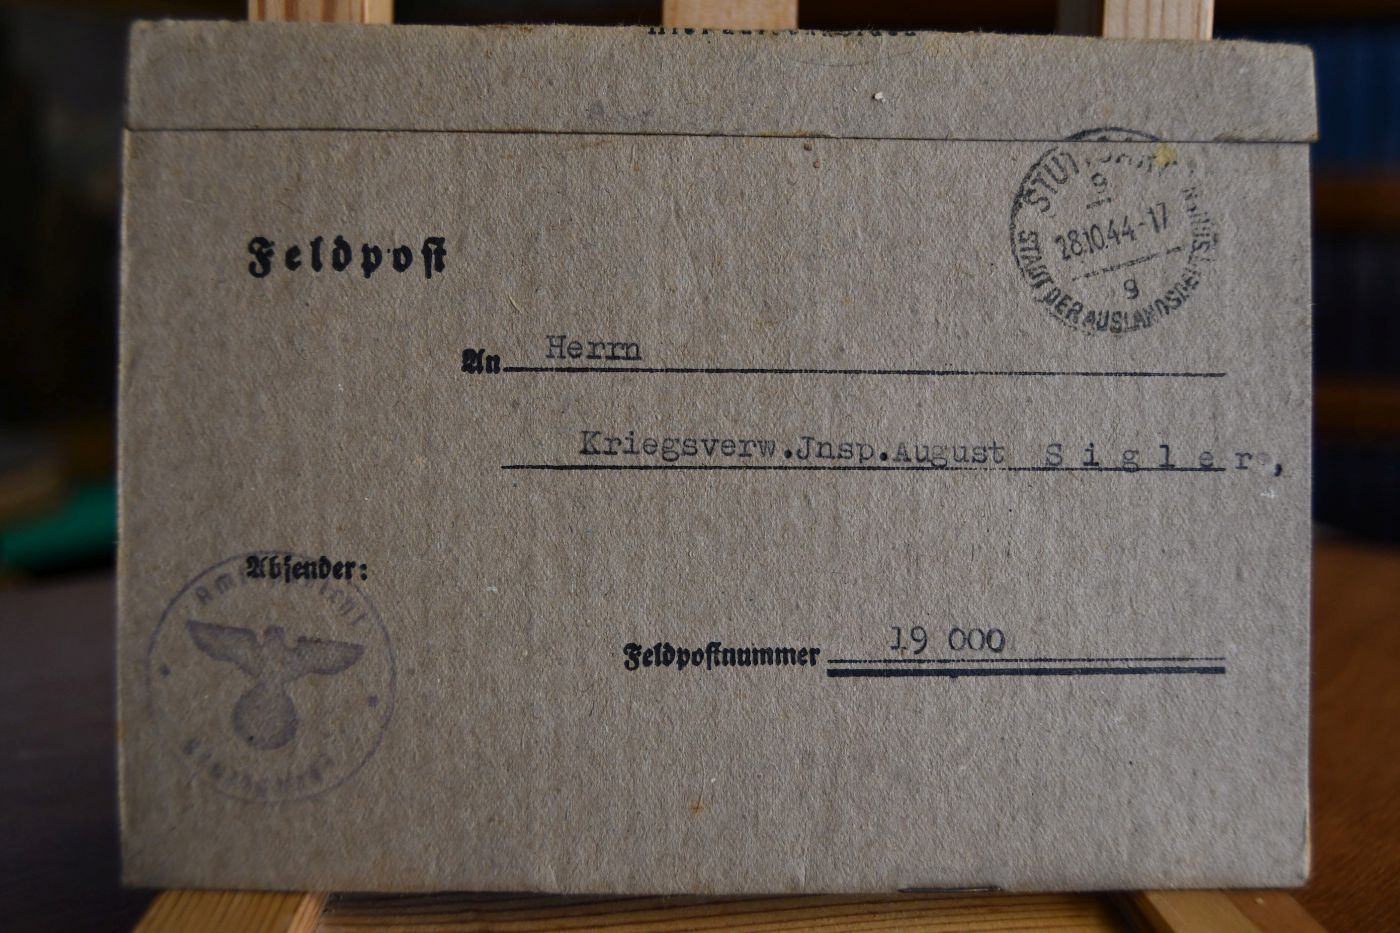 Feldpost
STUTTGART 9
28.10.44-17
g
STADT DER AUSLANDSDEUTSCHEN
An Herrn
Kriegsverw.Jnsp.August Sigler,
Absender:
Feldpostnummer 19 000